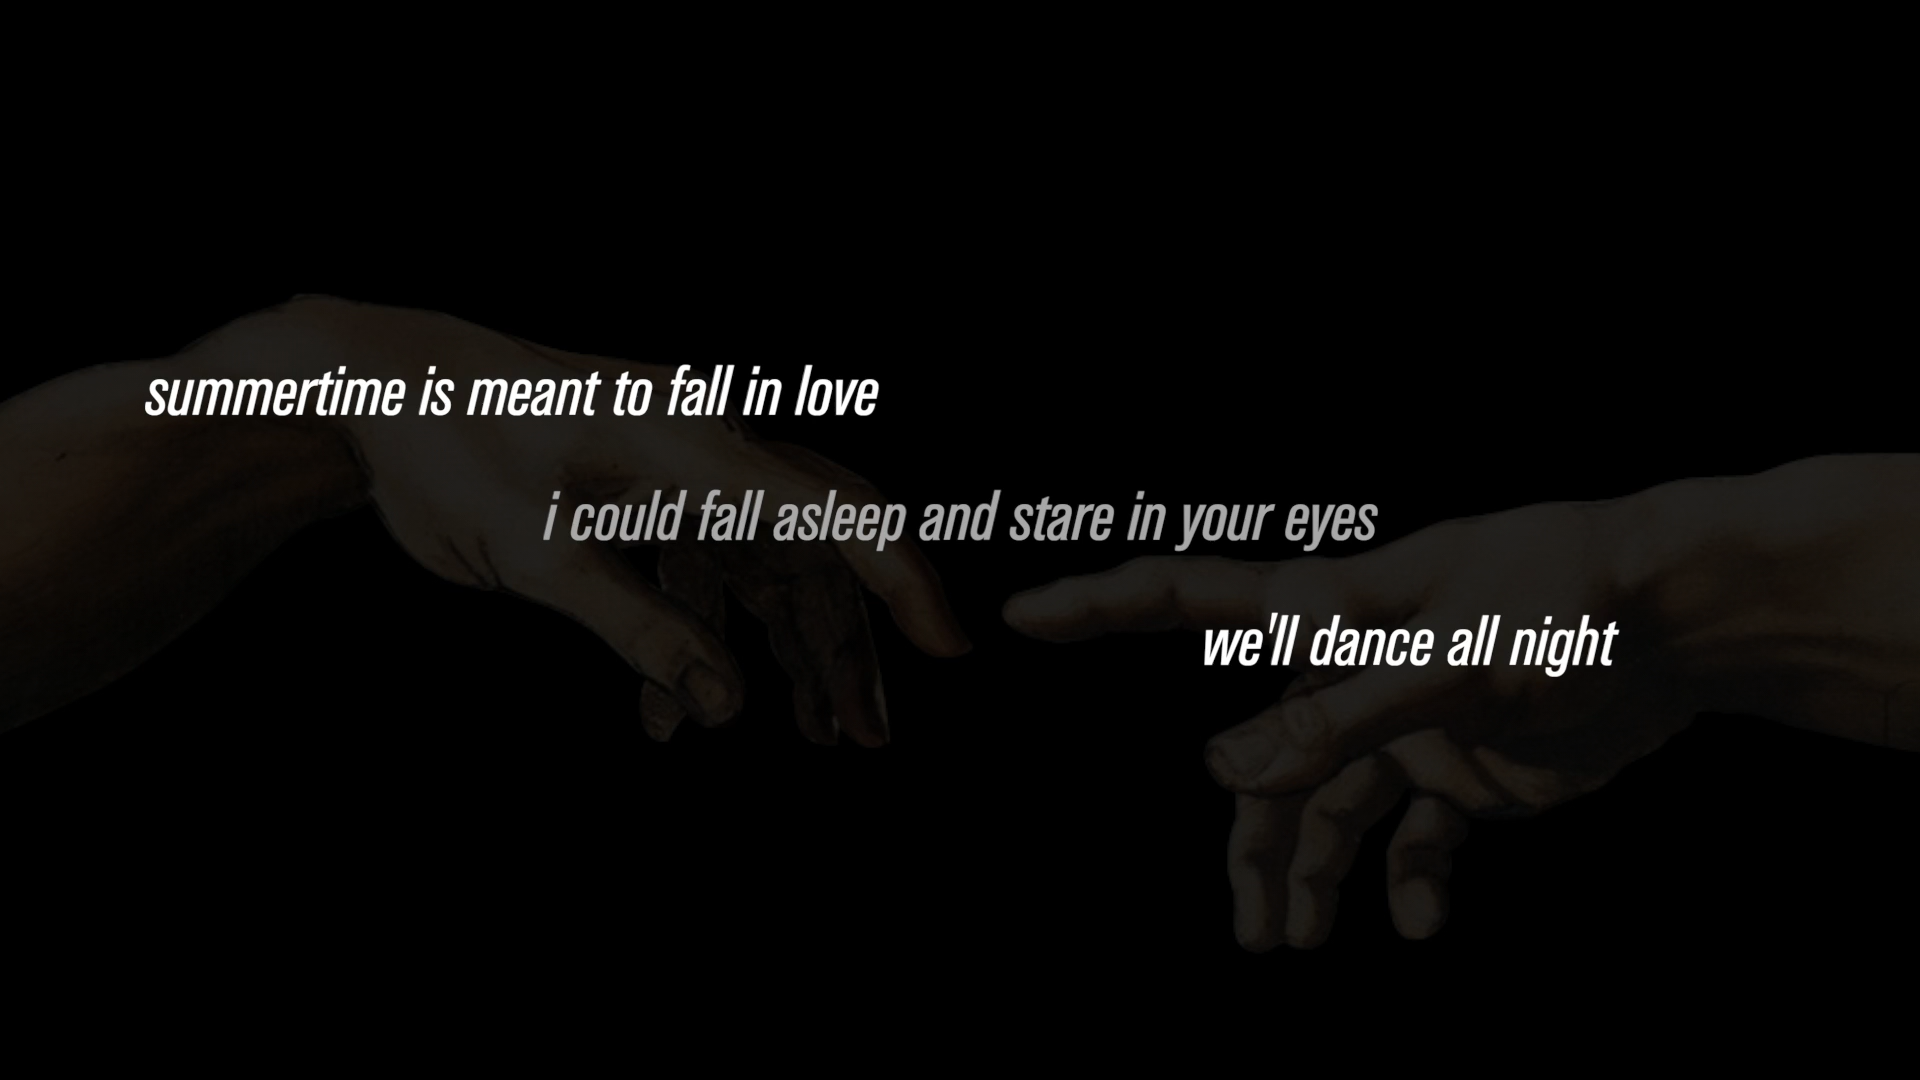 summertime is meant to fall in love
i could fall asleep and stare in your eyes
we'll dance all night